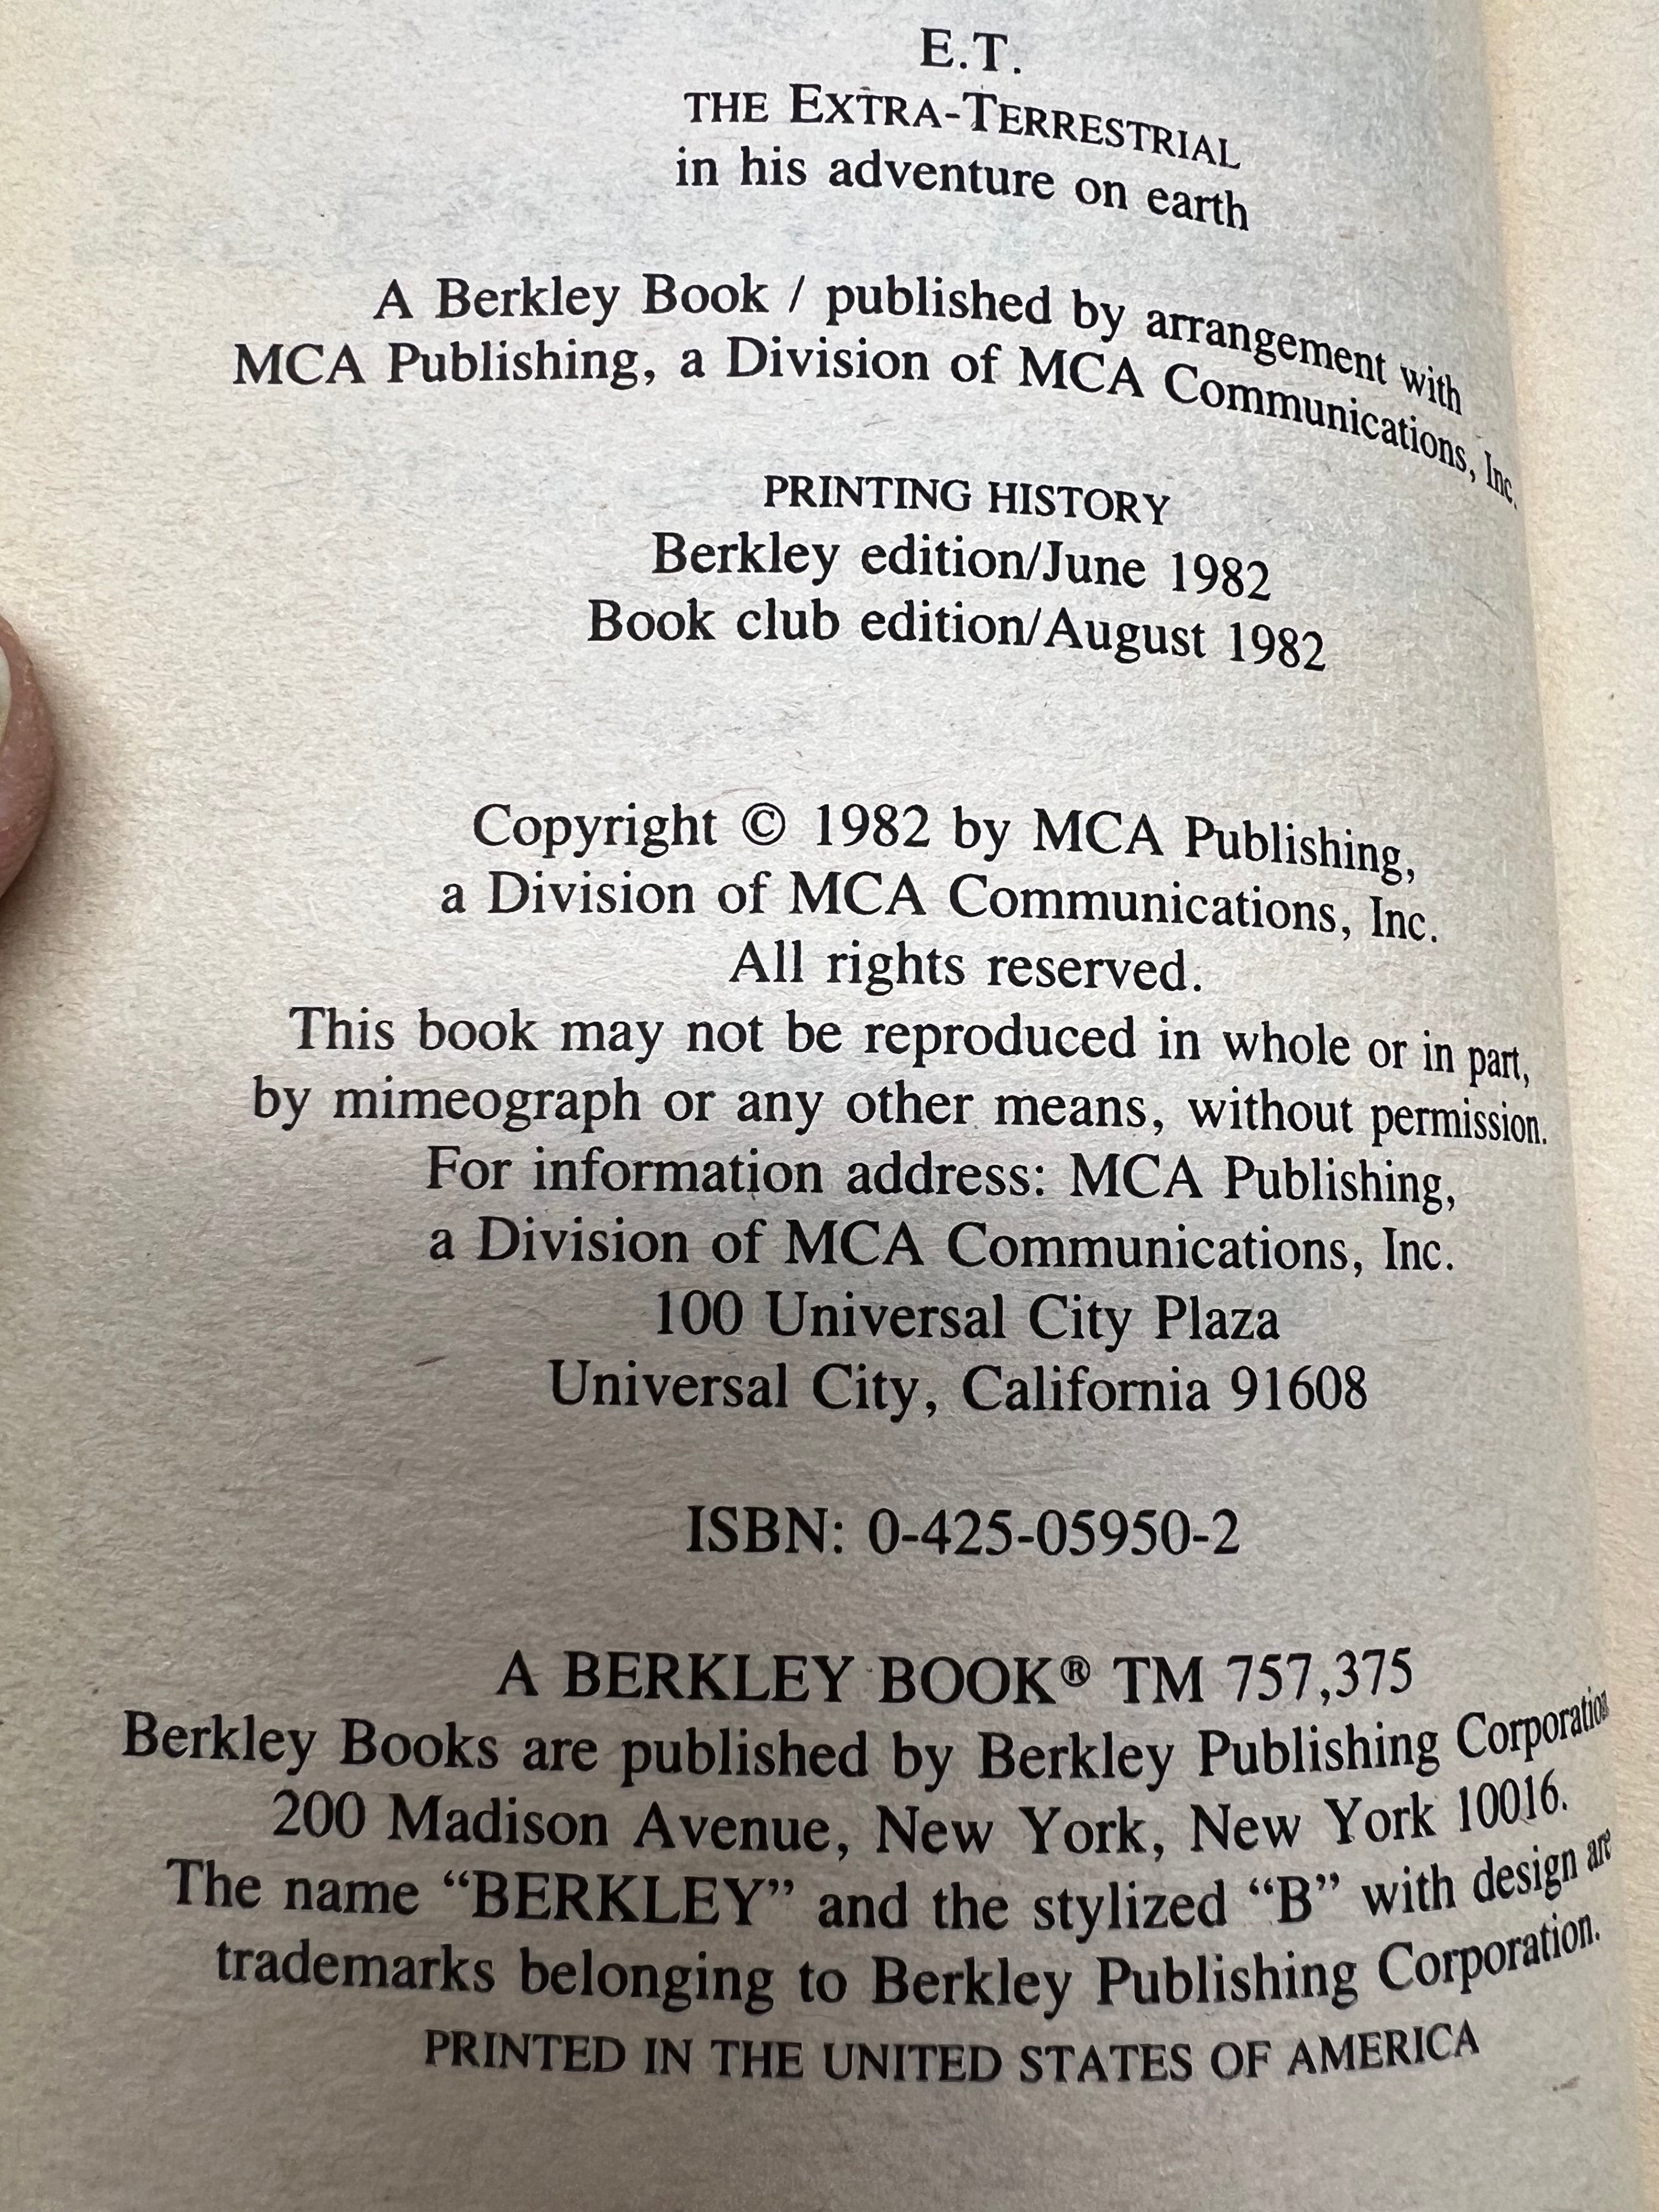 E.T.
THE EXTRA-TERRESTRIAL
in his adventure on earth
A Berkley Book / published by arrangement with
MCA Publishing, a Division of MCA Communications, Inc.
PRINTING HISTORY
Berkley edition/June 1982
Book club edition/August 1982
Copyright © 1982 by MCA Publishing,
a Division of MCA Communications, Inc.
All rights reserved.
This book may not be reproduced in whole or in part,
by mimeograph or any other means, without permission.
For information address: MCA Publishing,
a Division of MCA Communications, Inc.
100 Universal City Plaza
Universal City, California 91608
ISBN: 0-425-05950-2
A BERKLEY BOOK® TM 757,375
Berkley Books are published by Berkley Publishing Corporation
200 Madison Avenue, New York, New York 10016.
The name “BERKLEY” and the stylized “B” with design are
trademarks belonging to Berkley Publishing Corporation.
PRINTED IN THE UNITED STATES OF AMERICA